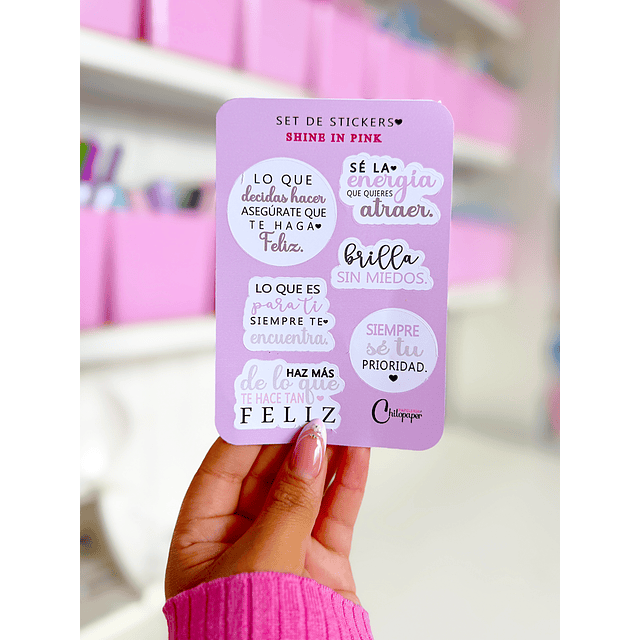 SET DE STICKERS♥
SHINE IN PINK
LO QUE
decidas hacer
ASEGÚRATE QUE
TE HAGA♥
Feliz.
SÉ LA♥
energía
QUE QUIERES
atraer.
brilla
SIN MIEDOS.
LO QUE ES
para ti
SIEMPRE TE♥
encuentra.
SIEMPRE
sé tu
PRIORIDAD.
♥
HAZ MÁS
de lo que
TE HACE TAN♥
FELIZ
Chitopaper